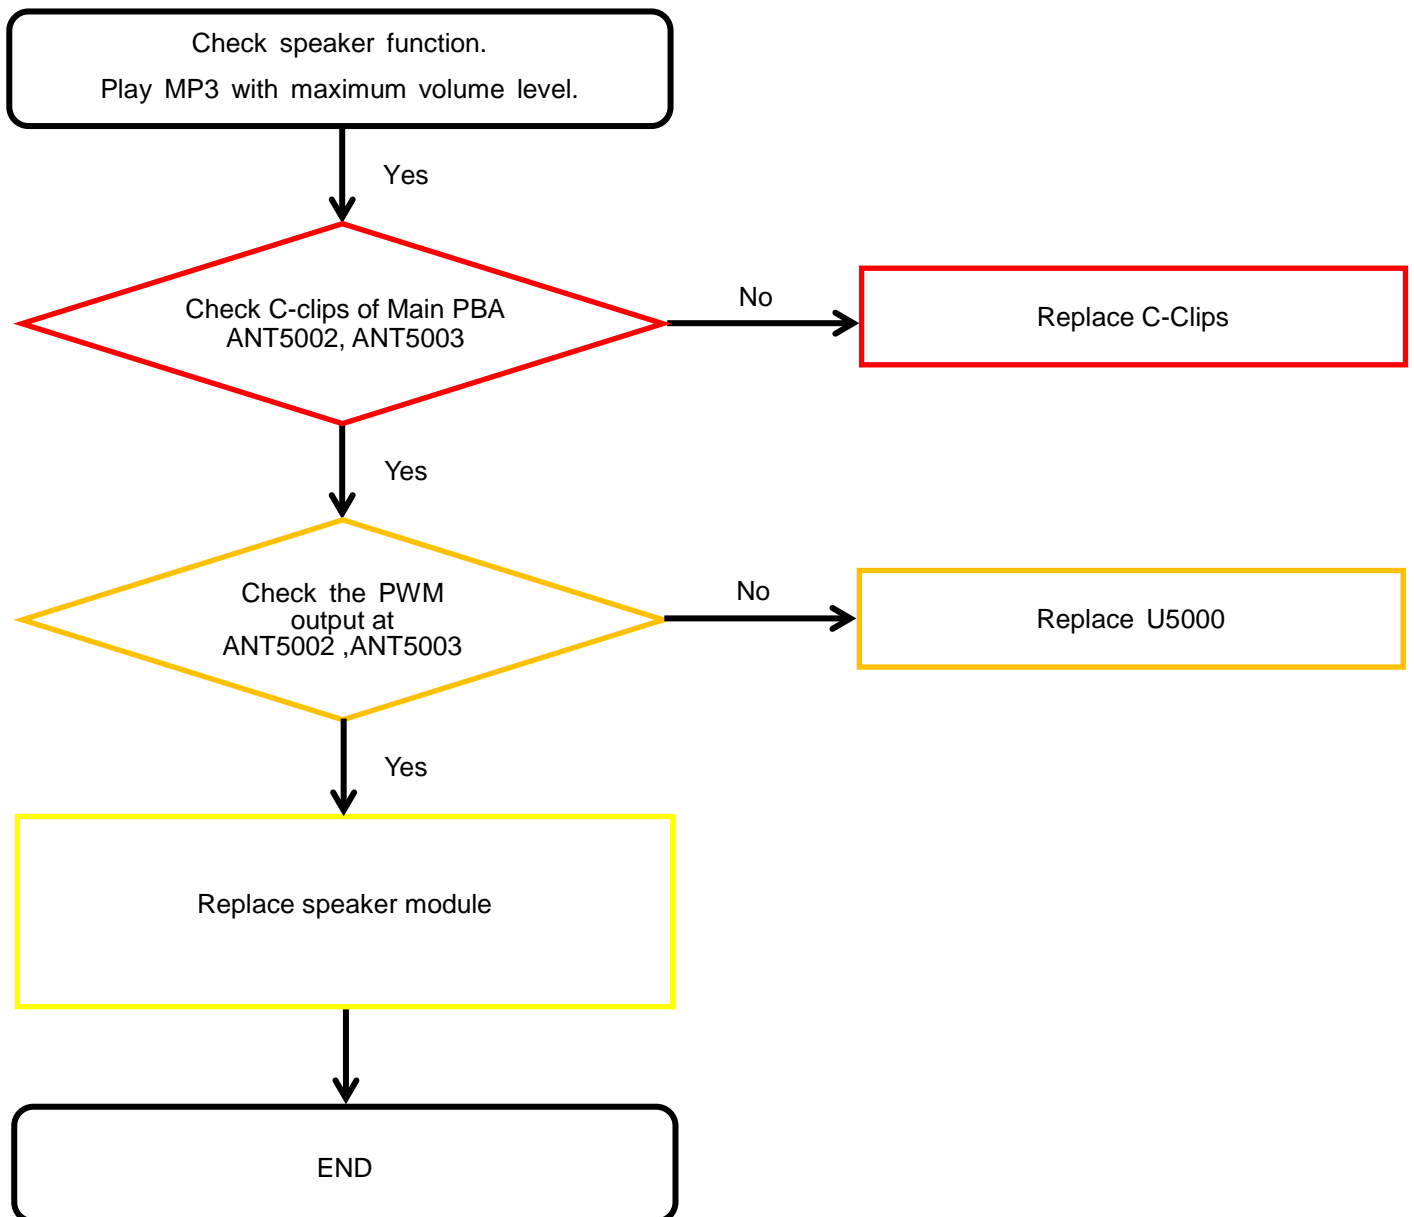 Check speaker function.
Play MP3 with maximum volume level.
Yes
Check C-clips of Main PBA
ANT5002, ANT5003
No
Replace C-Clips
Yes
Check the PWM
output at
ANT5002 ,ANT5003
No
Replace U5000
Yes
Replace speaker module
END